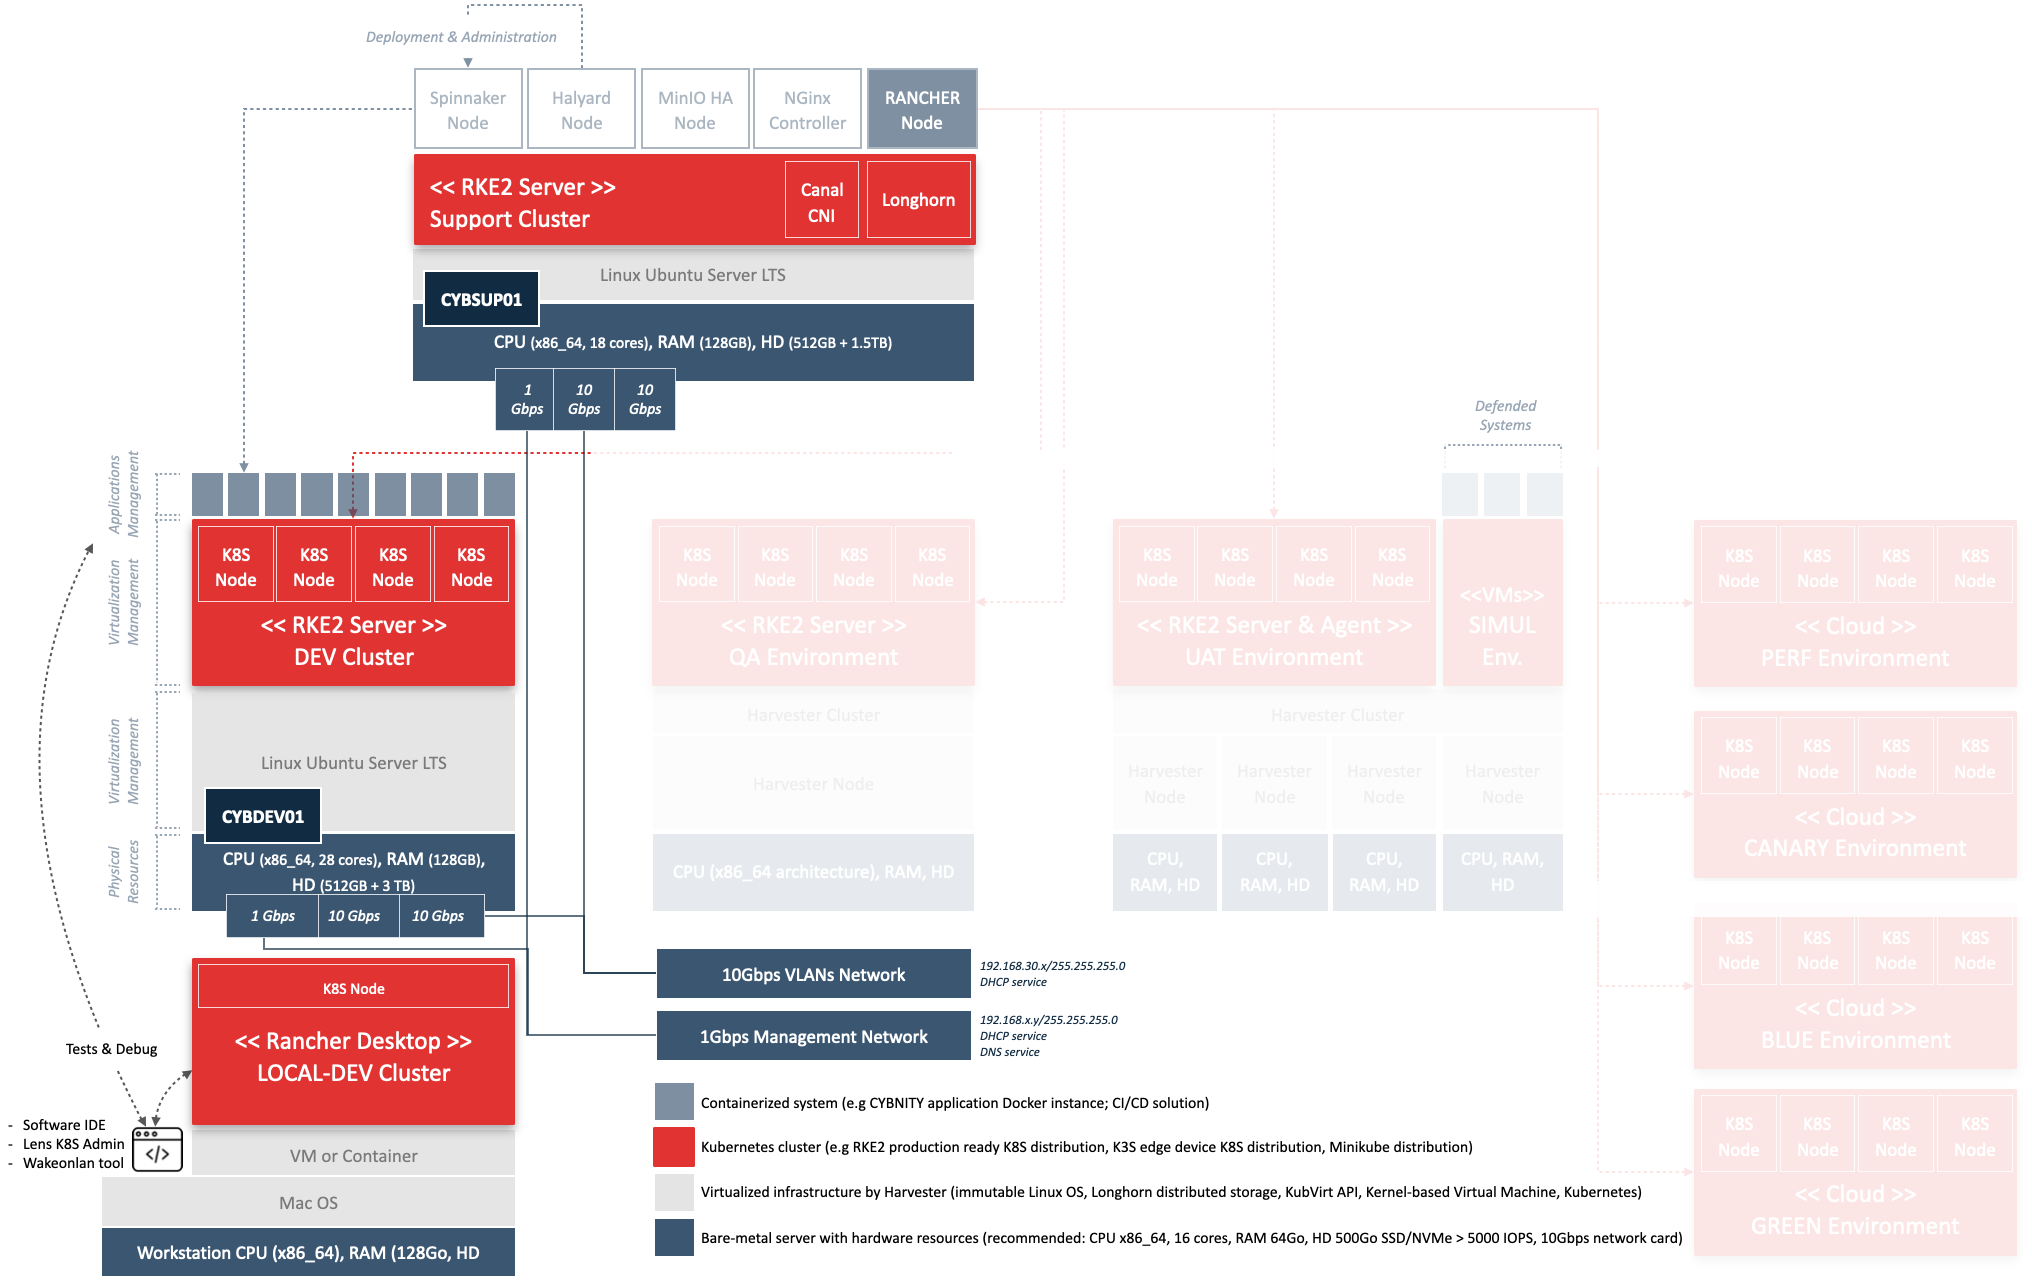 Deployment & Administration
Spinnaker
Node
Halyard
Node
MinIO HA
Node
NGinx
Controller
RANCHER
Node
<< RKE2 Server >>
Support Cluster
Canal
CNI
Longhorn
Linux Ubuntu Server LTS
CYBSUP01
CPU (x86_64, 18 cores), RAM (128GB), HD (512GB + 1.5TB)
1
Gbps
10
Gbps
10
Gbps
Defended
Systems
Applications
Management
Virtualization
Management
Virtualization
Management
Physical
Resources
K8S
Node
K8S
Node
K8S
Node
K8S
Node
<< RKE2 Server >>
DEV Cluster
Linux Ubuntu Server LTS
CYBDEV01
CPU (x86_64, 28 cores), RAM (128GB),
HD (512GB + 3 TB)
1 Gbps
10 Gbps
10 Gbps
K8S
Node
K8S
Node
K8S
Node
K8S
Node
<< RKE2 Server >>
QA Environment
Harvester Cluster
Harvester Node
CPU (x86_64 architecture), RAM, HD
K8S
Node
K8S
Node
K8S
Node
K8S
Node
<< RKE2 Server & Agent >>
UAT Environment
<<VMs>>
SIMUL
Env.
Harvester Cluster
Harvester
Node
Harvester
Node
Harvester
Node
Harvester
Node
CPU,
RAM, HD
CPU,
RAM, HD
CPU,
RAM, HD
CPU, RAM,
HD
K8S
Node
K8S
Node
K8S
Node
K8S
Node
<< Cloud >>
PERF Environment
K8S
Node
K8S
Node
K8S
Node
K8S
Node
<< Cloud >>
CANARY Environment
K8S
Node
K8S
Node
K8S
Node
K8S
Node
<< Cloud >>
BLUE Environment
K8S
Node
K8S
Node
K8S
Node
K8S
Node
<< Cloud >>
GREEN Environment
K8S Node
<< Rancher Desktop >>
LOCAL-DEV Cluster
VM or Container
Mac OS
Workstation CPU (x86_64), RAM (128Go, HD
Tests & Debug
- Software IDE
- Lens K8S Admin
- Wakeonlan tool
</>
10Gbps VLANs Network
192.168.30.x/255.255.255.0
DHCP service
1Gbps Management Network
192.168.x.y/255.255.255.0
DHCP service
DNS service
Containerized system (e.g CYBNITY application Docker instance; CI/CD solution)
Kubernetes cluster (e.g RKE2 production ready K8S distribution, K3S edge device K8S distribution, Minikube distribution)
Virtualized infrastructure by Harvester (immutable Linux OS, Longhorn distributed storage, KubVirt API, Kernel-based Virtual Machine, Kubernetes)
Bare-metal server with hardware resources (recommended: CPU x86_64, 16 cores, RAM 64Go, HD 500Go SSD/NVMe > 5000 IOPS, 10Gbps network card)